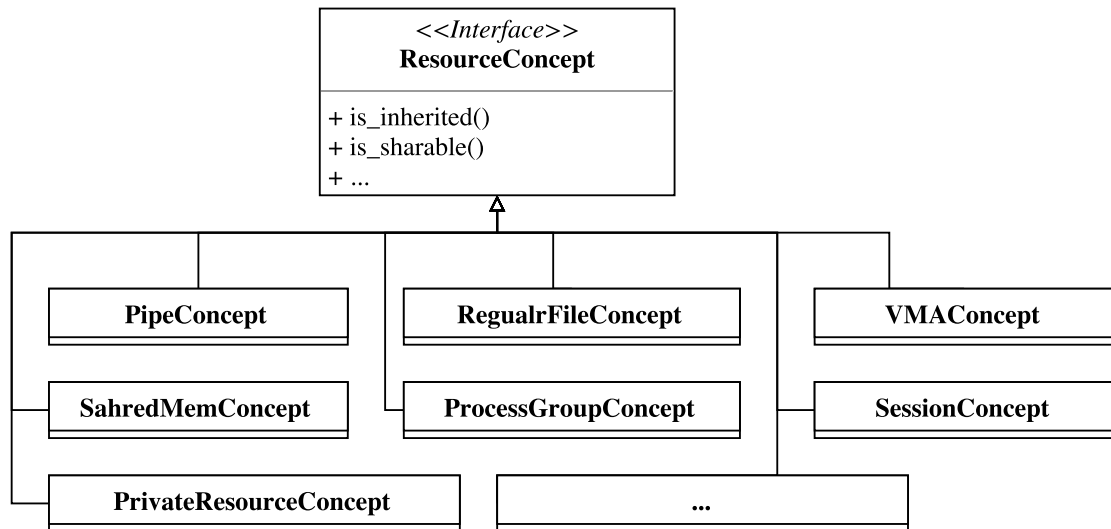 <<Interface>>
ResourceConcept
+ is_inherited()
+ is_sharable()
+ ...
PipeConcept
RegualrFileConcept
VMAConcept
SahredMemConcept
ProcessGroupConcept
SessionConcept
PrivateResourceConcept
...